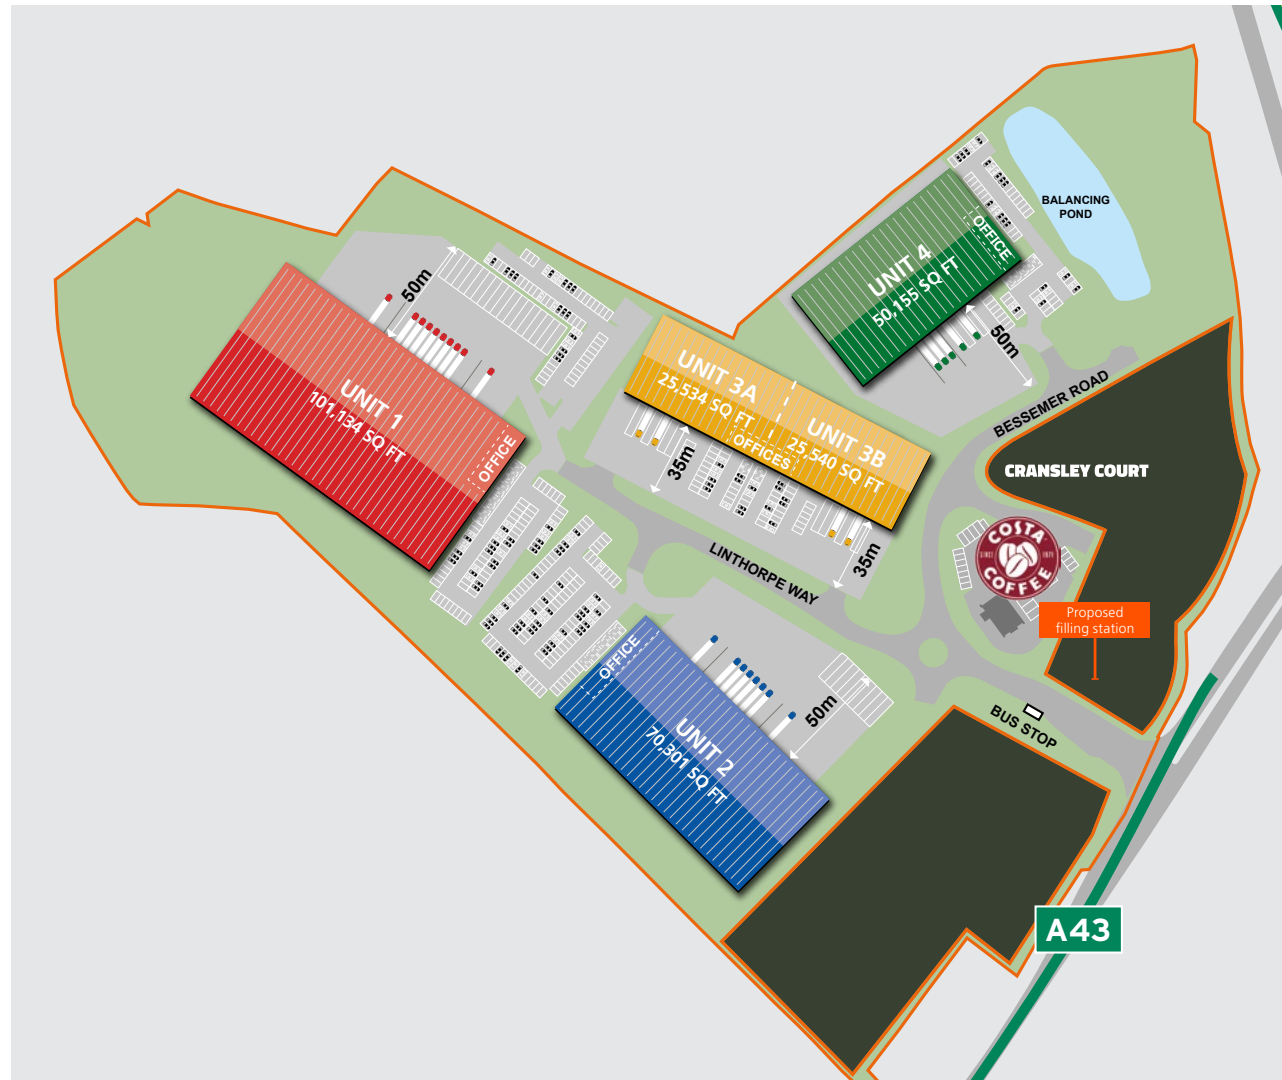 BALANCING
POND
OFFICE
UNIT 4
50,155 SQ FT
50m
50m
UNIT 1
101,134 SQ FT
OFFICE
UNIT 3A
25,534 SQ FT
OFFICES
UNIT 3B
25,540 SQ FT
35m
35m
BESSEMER ROAD
CRANSLEY COURT
COSTA
SINCE 1971
COFFEE
LINTHORPE WAY
Proposed
filling station
OFFICE
UNIT 2
70,301 SQ FT
50m
BUS STOP
A43